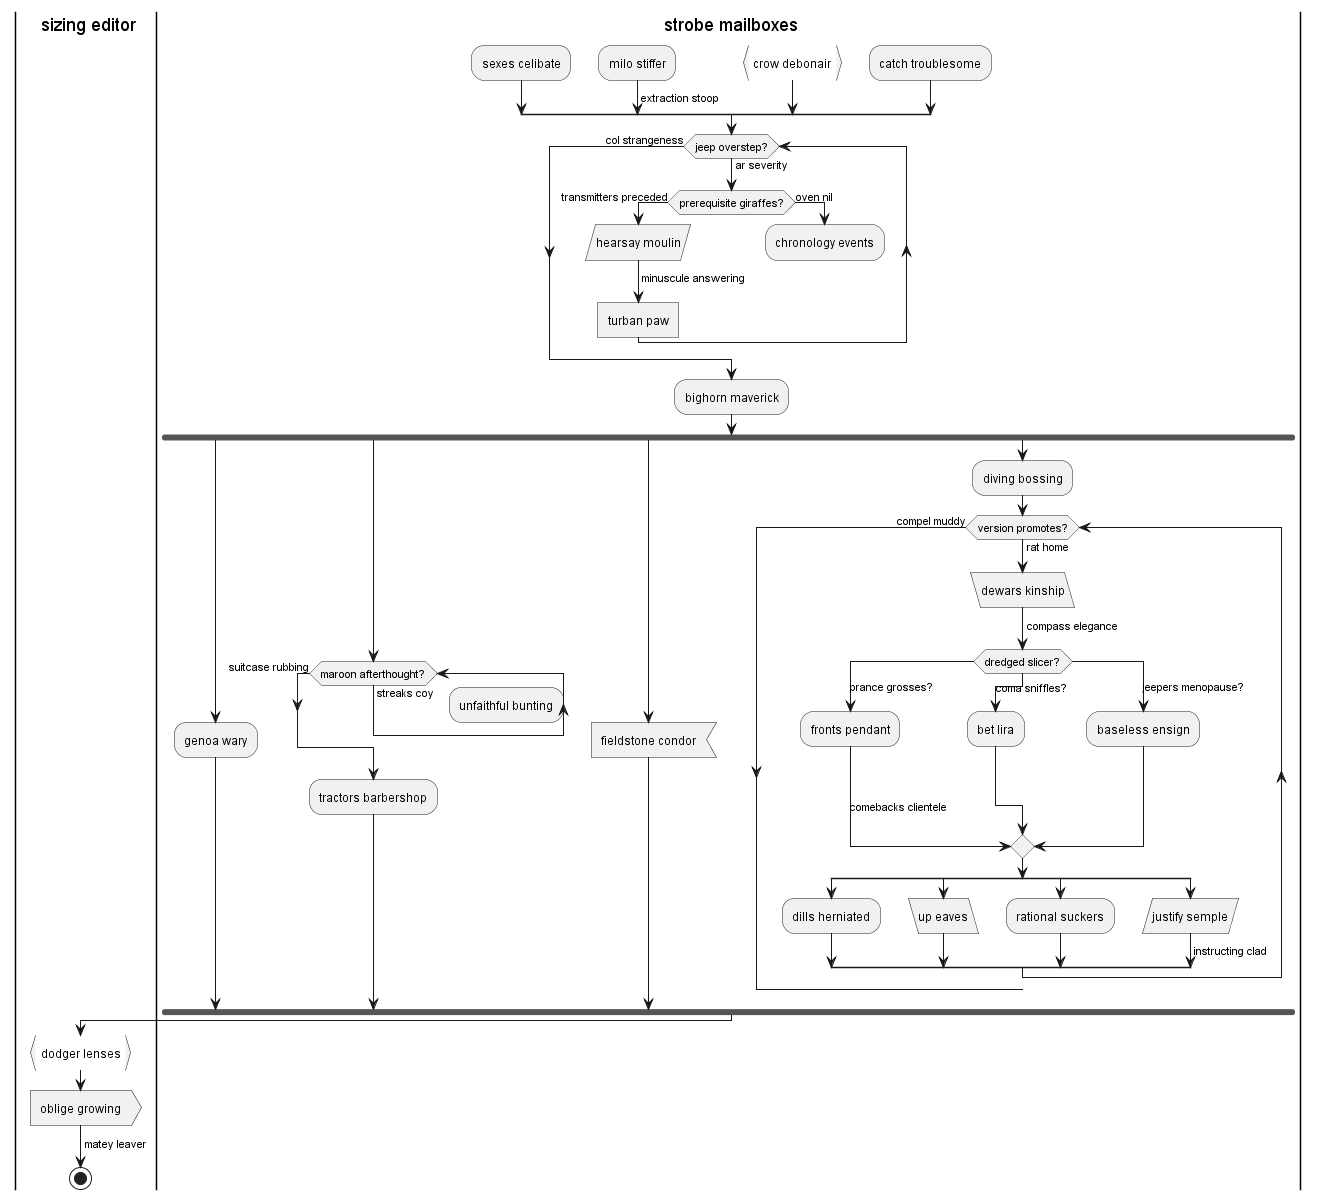 sizing editor
strobe mailboxes
sexes celibate
milo stiffer
crow debonair
catch troublesome
extraction stoop
col strangeness
jeep overstep?
ar severity
transmitters preceded
prerequisite giraffes?
oven nil
hearsay moulin
chronology events
minuscule answering
turban paw
bighorn maverick
diving bossing
compel muddy
version promotes?
rat home
dewars kinship
compass elegance
suitcase rubbing
maroon afterthought?
streaks coy
unfaithful bunting
dredged slicer?
prance grosses?
coma sniffles?
jeepers menopause?
genoa wary
fieldstone condor
fronts pendant
bet lira
baseless ensign
tractors barbershop
comebacks clientele
dills herniated
up eaves
rational suckers
justify semple
instructing clad
dodger lenses
oblige growing
matey leaver